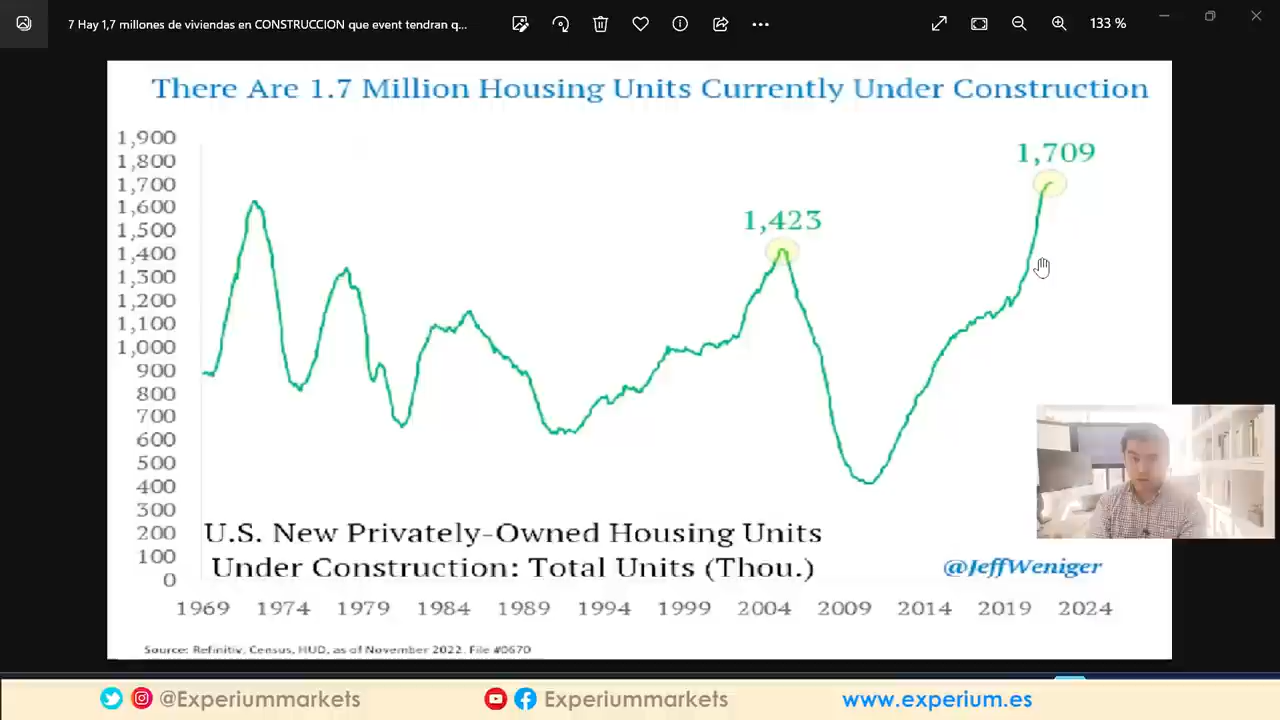 7 Hay 1,7 millones de viviendas en CONSTRUCCION que event tendran q...
133 %
There Are 1.7 Million Housing Units Currently Under Construction
1,900
1,800
1,700
1,600
1,500
1,400
1,300
1,200
1,100
1,000
900
800
700
600
500
400
300
200
100
0
1,423
1,709
U.S. New Privately-Owned Housing Units
Under Construction: Total Units (Thou.)
@JeffWeniger
1969 1974 1979 1984 1989 1994 1999 2004 2009 2014 2019 2024
Source: Refinitiv, Census, HUD, as of November 2022. File #0670
@Experiummarkets Experiummarkets www.experium.es